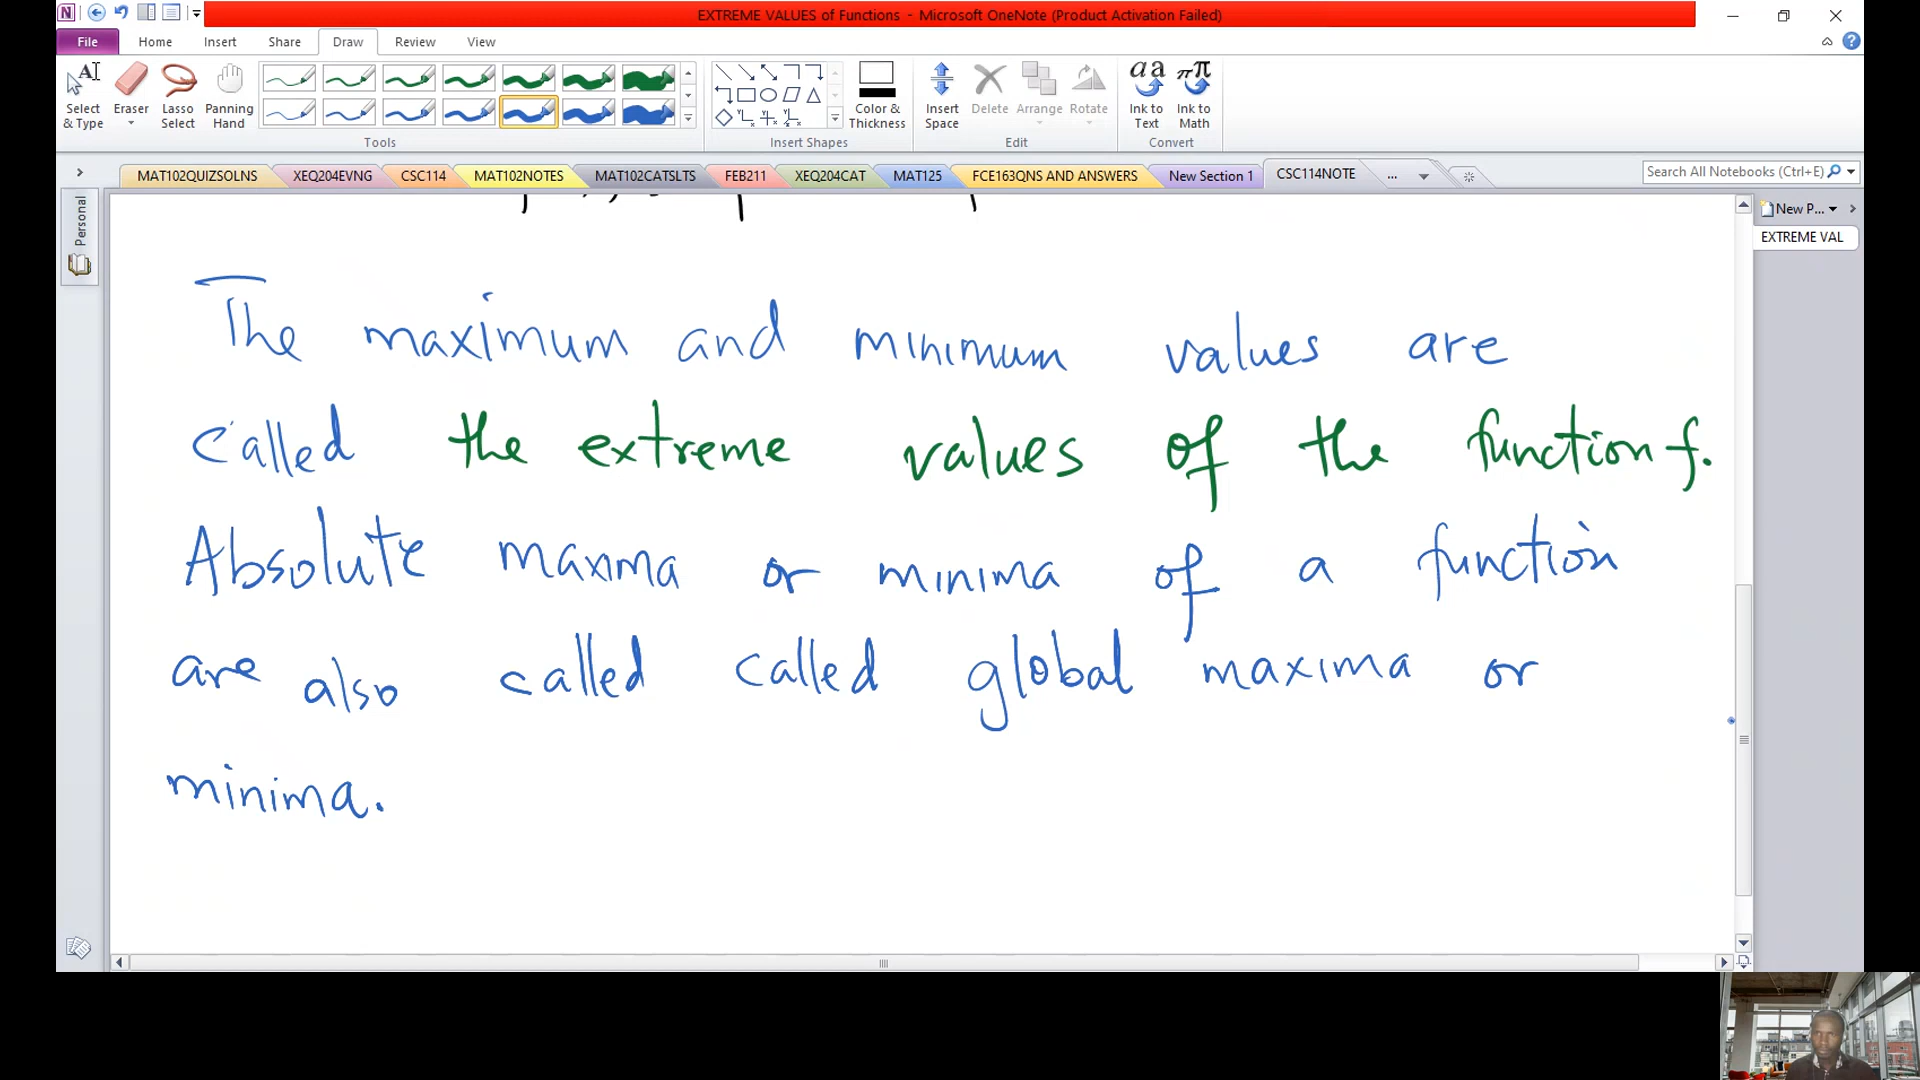 EXTREME VALUES of Functions - Microsoft OneNote (Product Activation Failed)
File Home Insert Share Draw Review View
Select & Type
Eraser
Lasso Select
Panning Hand
Color & Thickness
Insert Space
Delete
Arrange
Rotate
Ink to Text
Ink to Math
Tools
Insert Shapes
Edit
Convert
MAT102QUIZSOLNS XEQ204EVNG CSC114 MAT102NOTES MAT102CATSLTS FEB211 XEQ204CAT MAT125 FCE163QNS AND ANSWERS New Section 1 CSC114NOTE ...
Search All Notebooks (Ctrl+E)
Personal
New P...
EXTREME VAL
The maximum and minimum values are
called the extreme values of the function f.
Absolute maxima or minima of a function
are also called called global maxima or
minima.